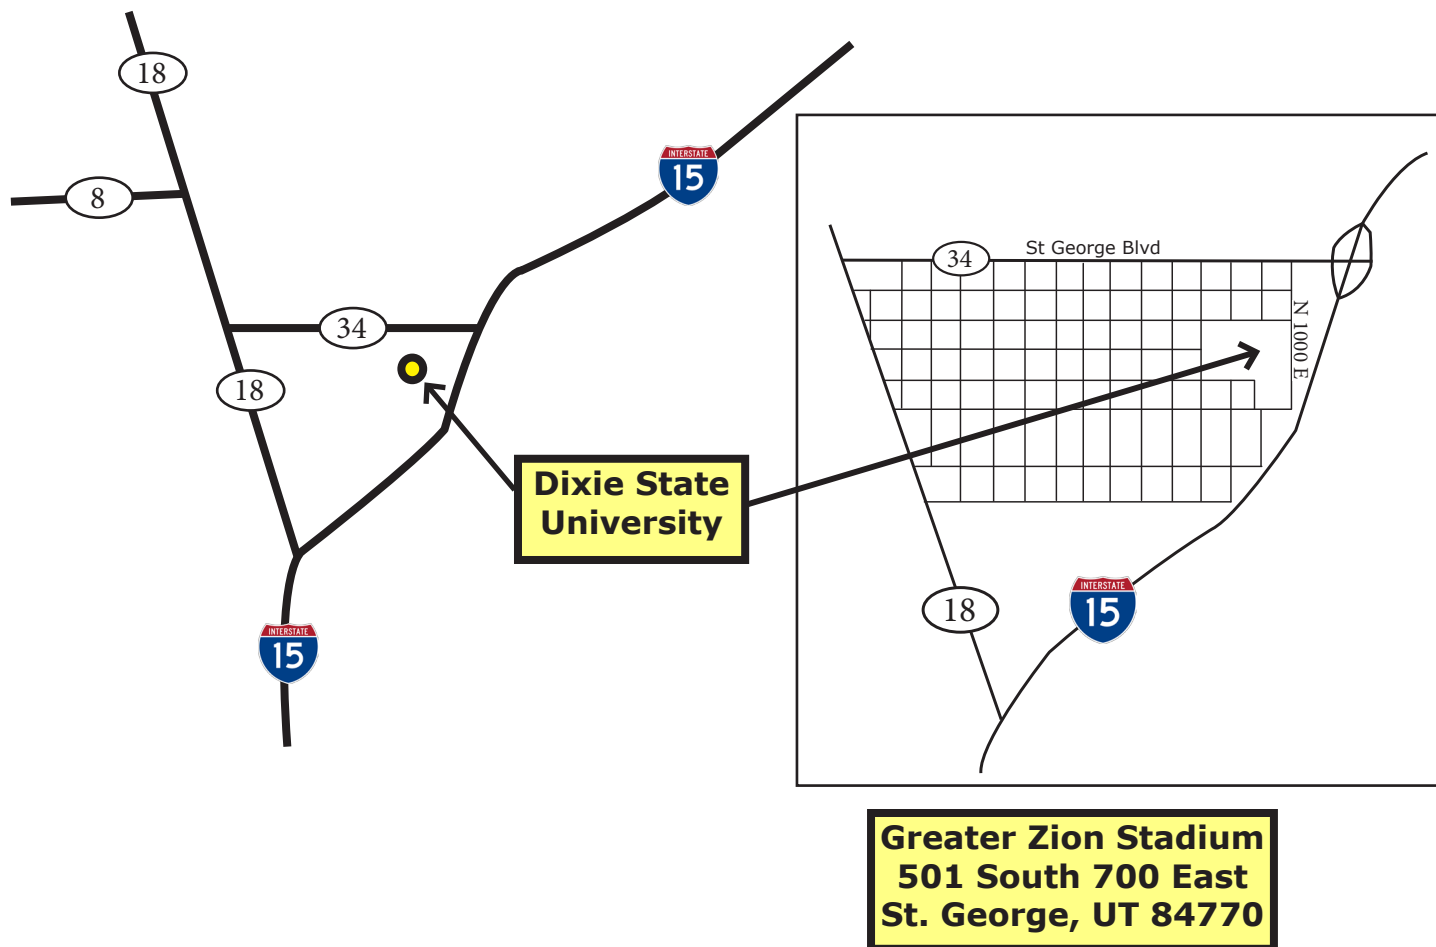 18
INTERSTATE
15
8
St George Blvd
34
N 1000 E
34
18
Dixie State
University
INTERSTATE
15
18
INTERSTATE
15
Greater Zion Stadium
501 South 700 East
St. George, UT 84770